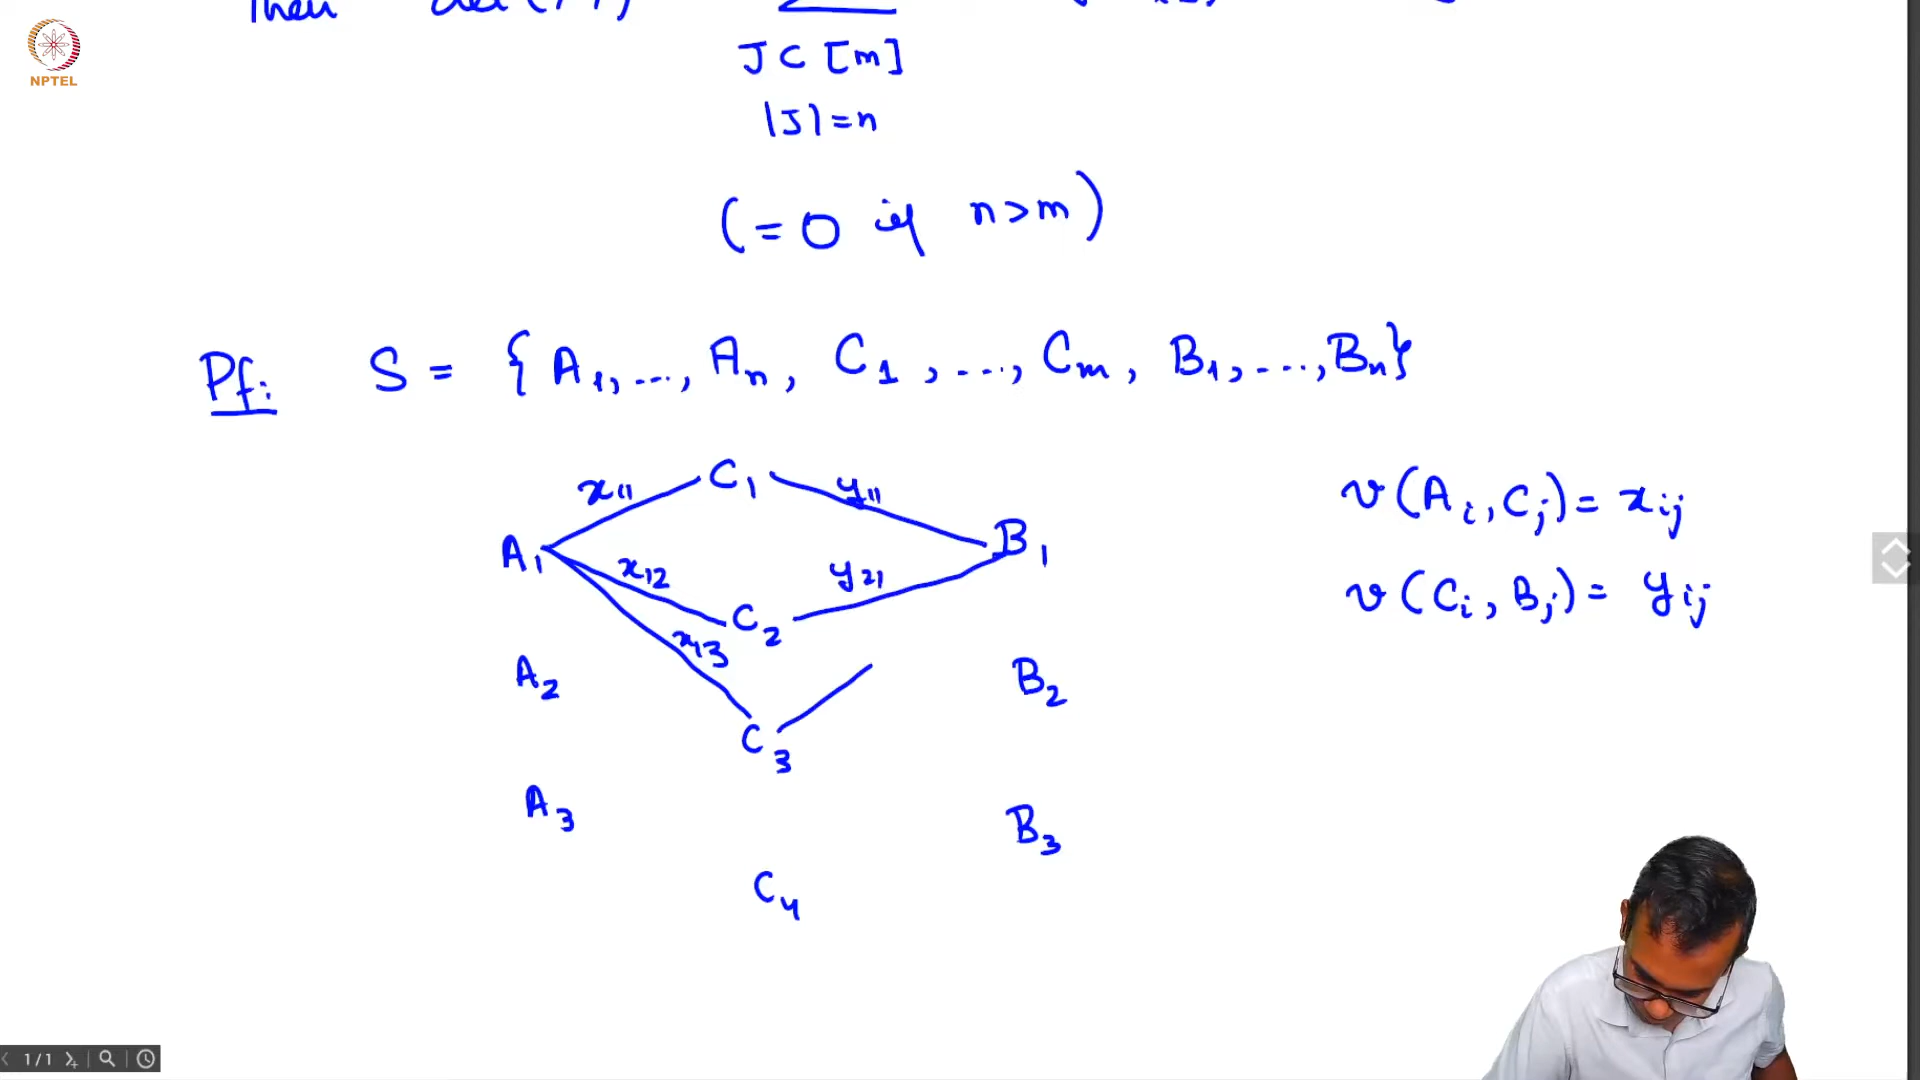 Then
J ⊂ [m]
|J| = n
(= 0 if n > m)
NPTEL
Pf: S = { A₁, ..., Aₙ, C₁, ..., Cₘ, B₁, ..., Bₙ}
C₁
x₁₁ y₁₁
v(Aᵢ, Cⱼ) = xᵢⱼ
A₁ B₁
x₁₂ y₂₁
v(Cᵢ, Bⱼ) = yᵢⱼ
C₂
x₁₃
A₂ B₂
C₃
A₃ B₃
C₄
1/1